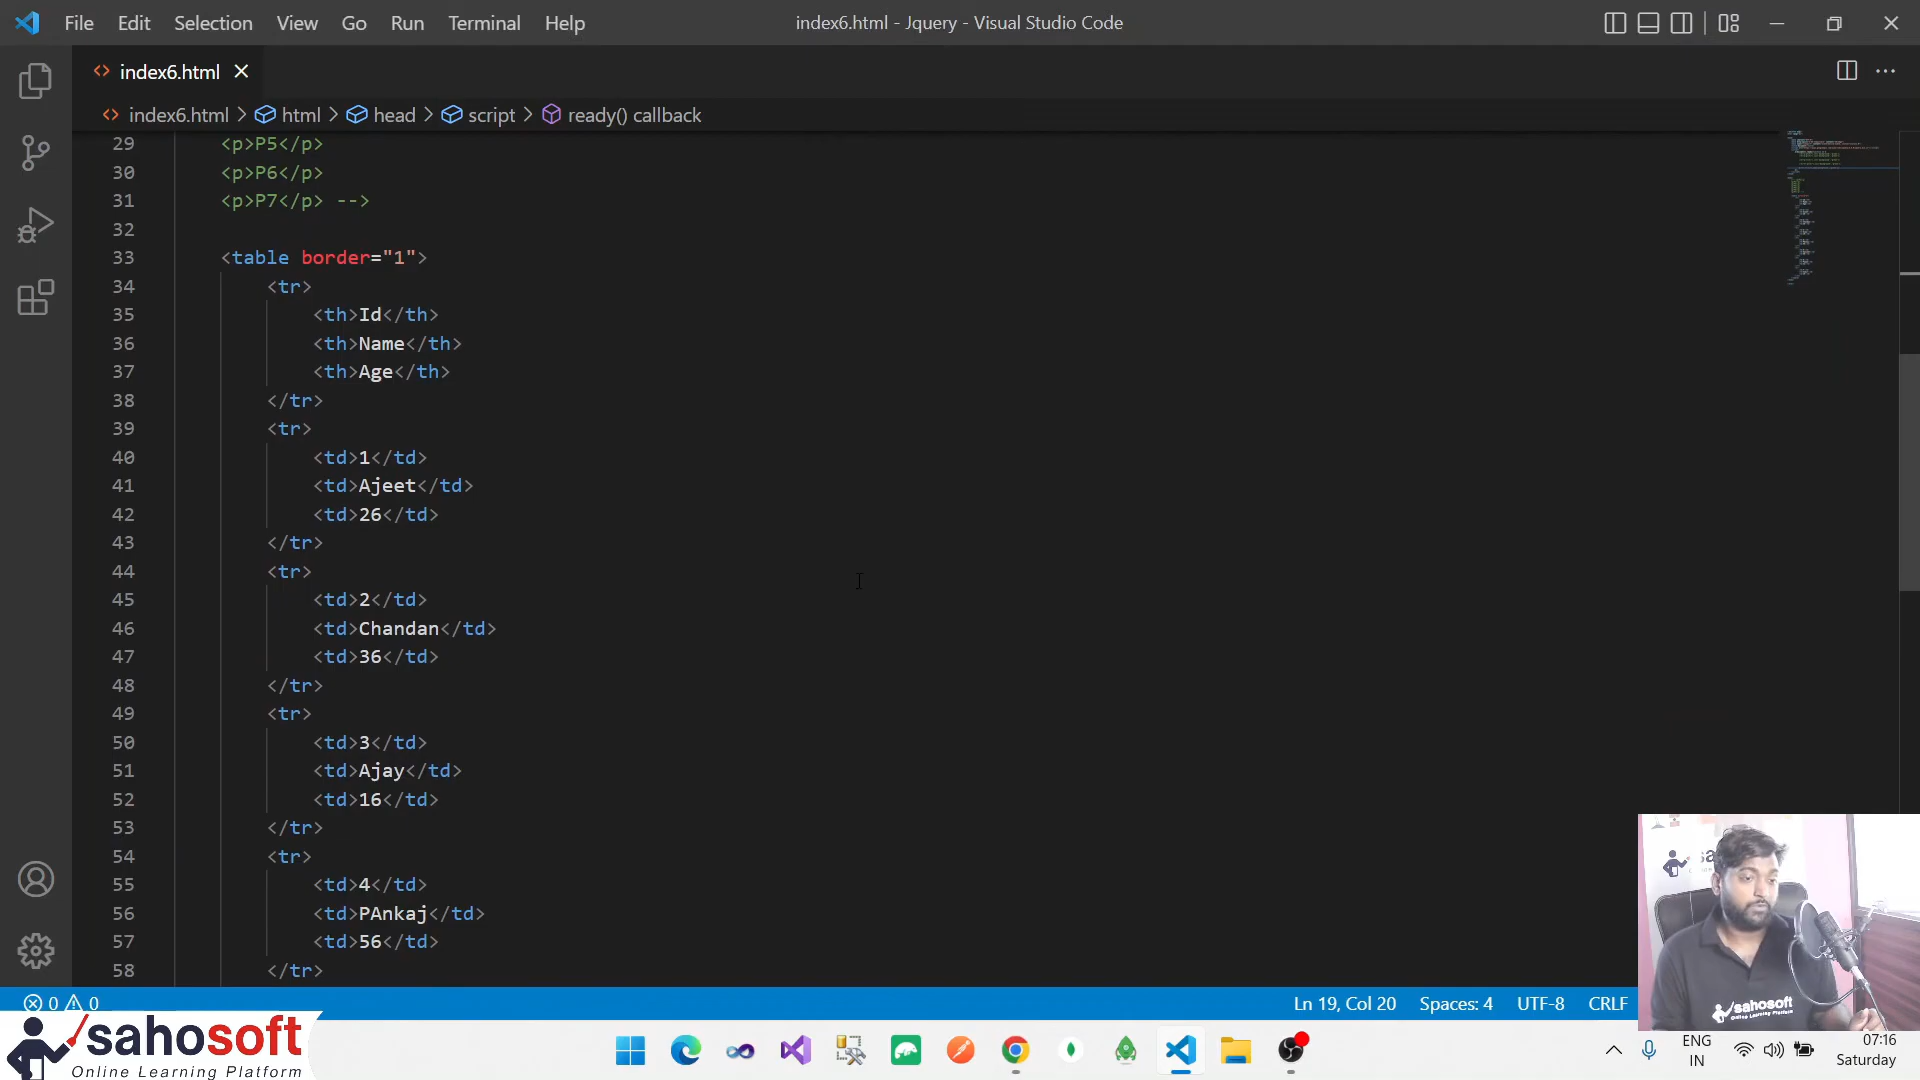 File Edit Selection View Go Run Terminal Help
index6.html - Jquery - Visual Studio Code
index6.html
index6.html > html > head > script > ready() callback
29 <p>P5</p>
30 <p>P6</p>
31 <p>P7</p> -->
32
33 <table border="1">
34 <tr>
35 <th>Id</th>
36 <th>Name</th>
37 <th>Age</th>
38 </tr>
39 <tr>
40 <td>1</td>
41 <td>Ajeet</td>
42 <td>26</td>
43 </tr>
44 <tr>
45 <td>2</td>
46 <td>Chandan</td>
47 <td>36</td>
48 </tr>
49 <tr>
50 <td>3</td>
51 <td>Ajay</td>
52 <td>16</td>
53 </tr>
54 <tr>
55 <td>4</td>
56 <td>PAnkaj</td>
57 <td>56</td>
58 </tr>
0 0
Ln 19, Col 20 Spaces: 4 UTF-8 CRLF
sahosoft
Online Learning Platform
sahosoft
Online Learning Platform
ENG
IN
07:16
Saturday